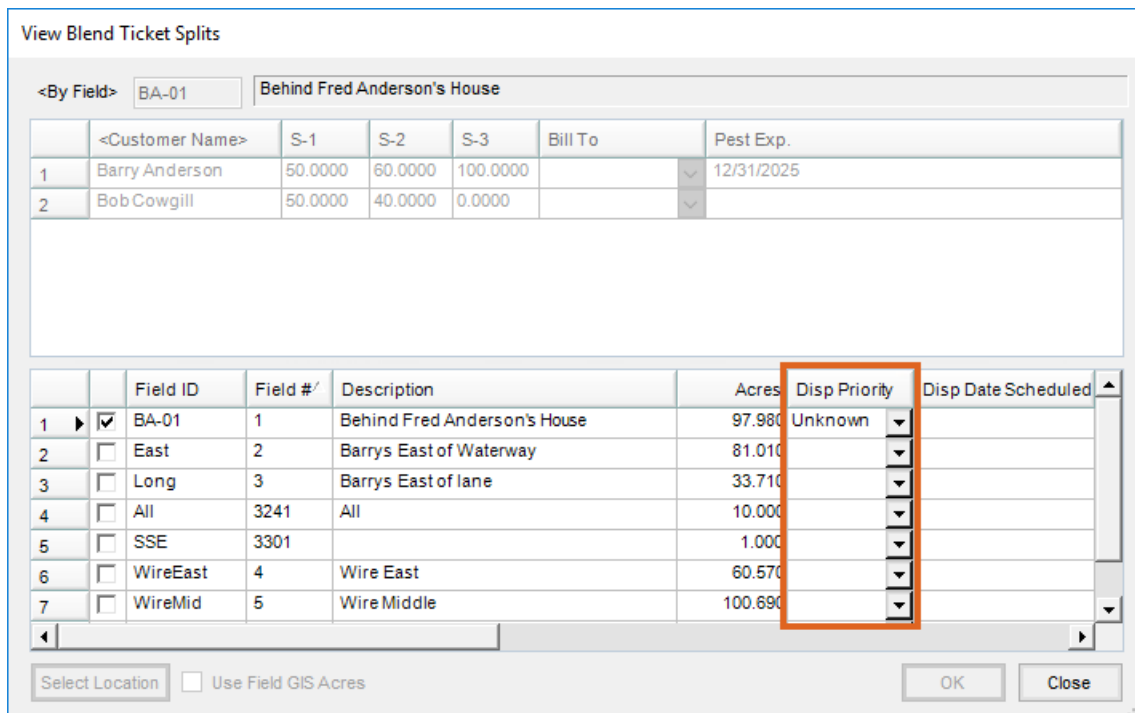 View Blend Ticket Splits
<By Field> BA-01 Behind Fred Anderson's House
<Customer Name> S-1 S-2 S-3 Bill To Pest Exp.
1 Barry Anderson 50.0000 60.0000 100.0000 12/31/2025
2 Bob Cowgill 50.0000 40.0000 0.0000
Field ID Field # Description Acres Disp Priority Disp Date Scheduled
1 BA-01 1 Behind Fred Anderson's House 97.980 Unknown
2 East 2 Barrys East of Waterway 81.010
3 Long 3 Barrys East of lane 33.710
4 All 3241 All 10.000
5 SSE 3301 1.000
6 WireEast 4 Wire East 60.570
7 WireMid 5 Wire Middle 100.690
Select Location Use Field GIS Acres OK Close